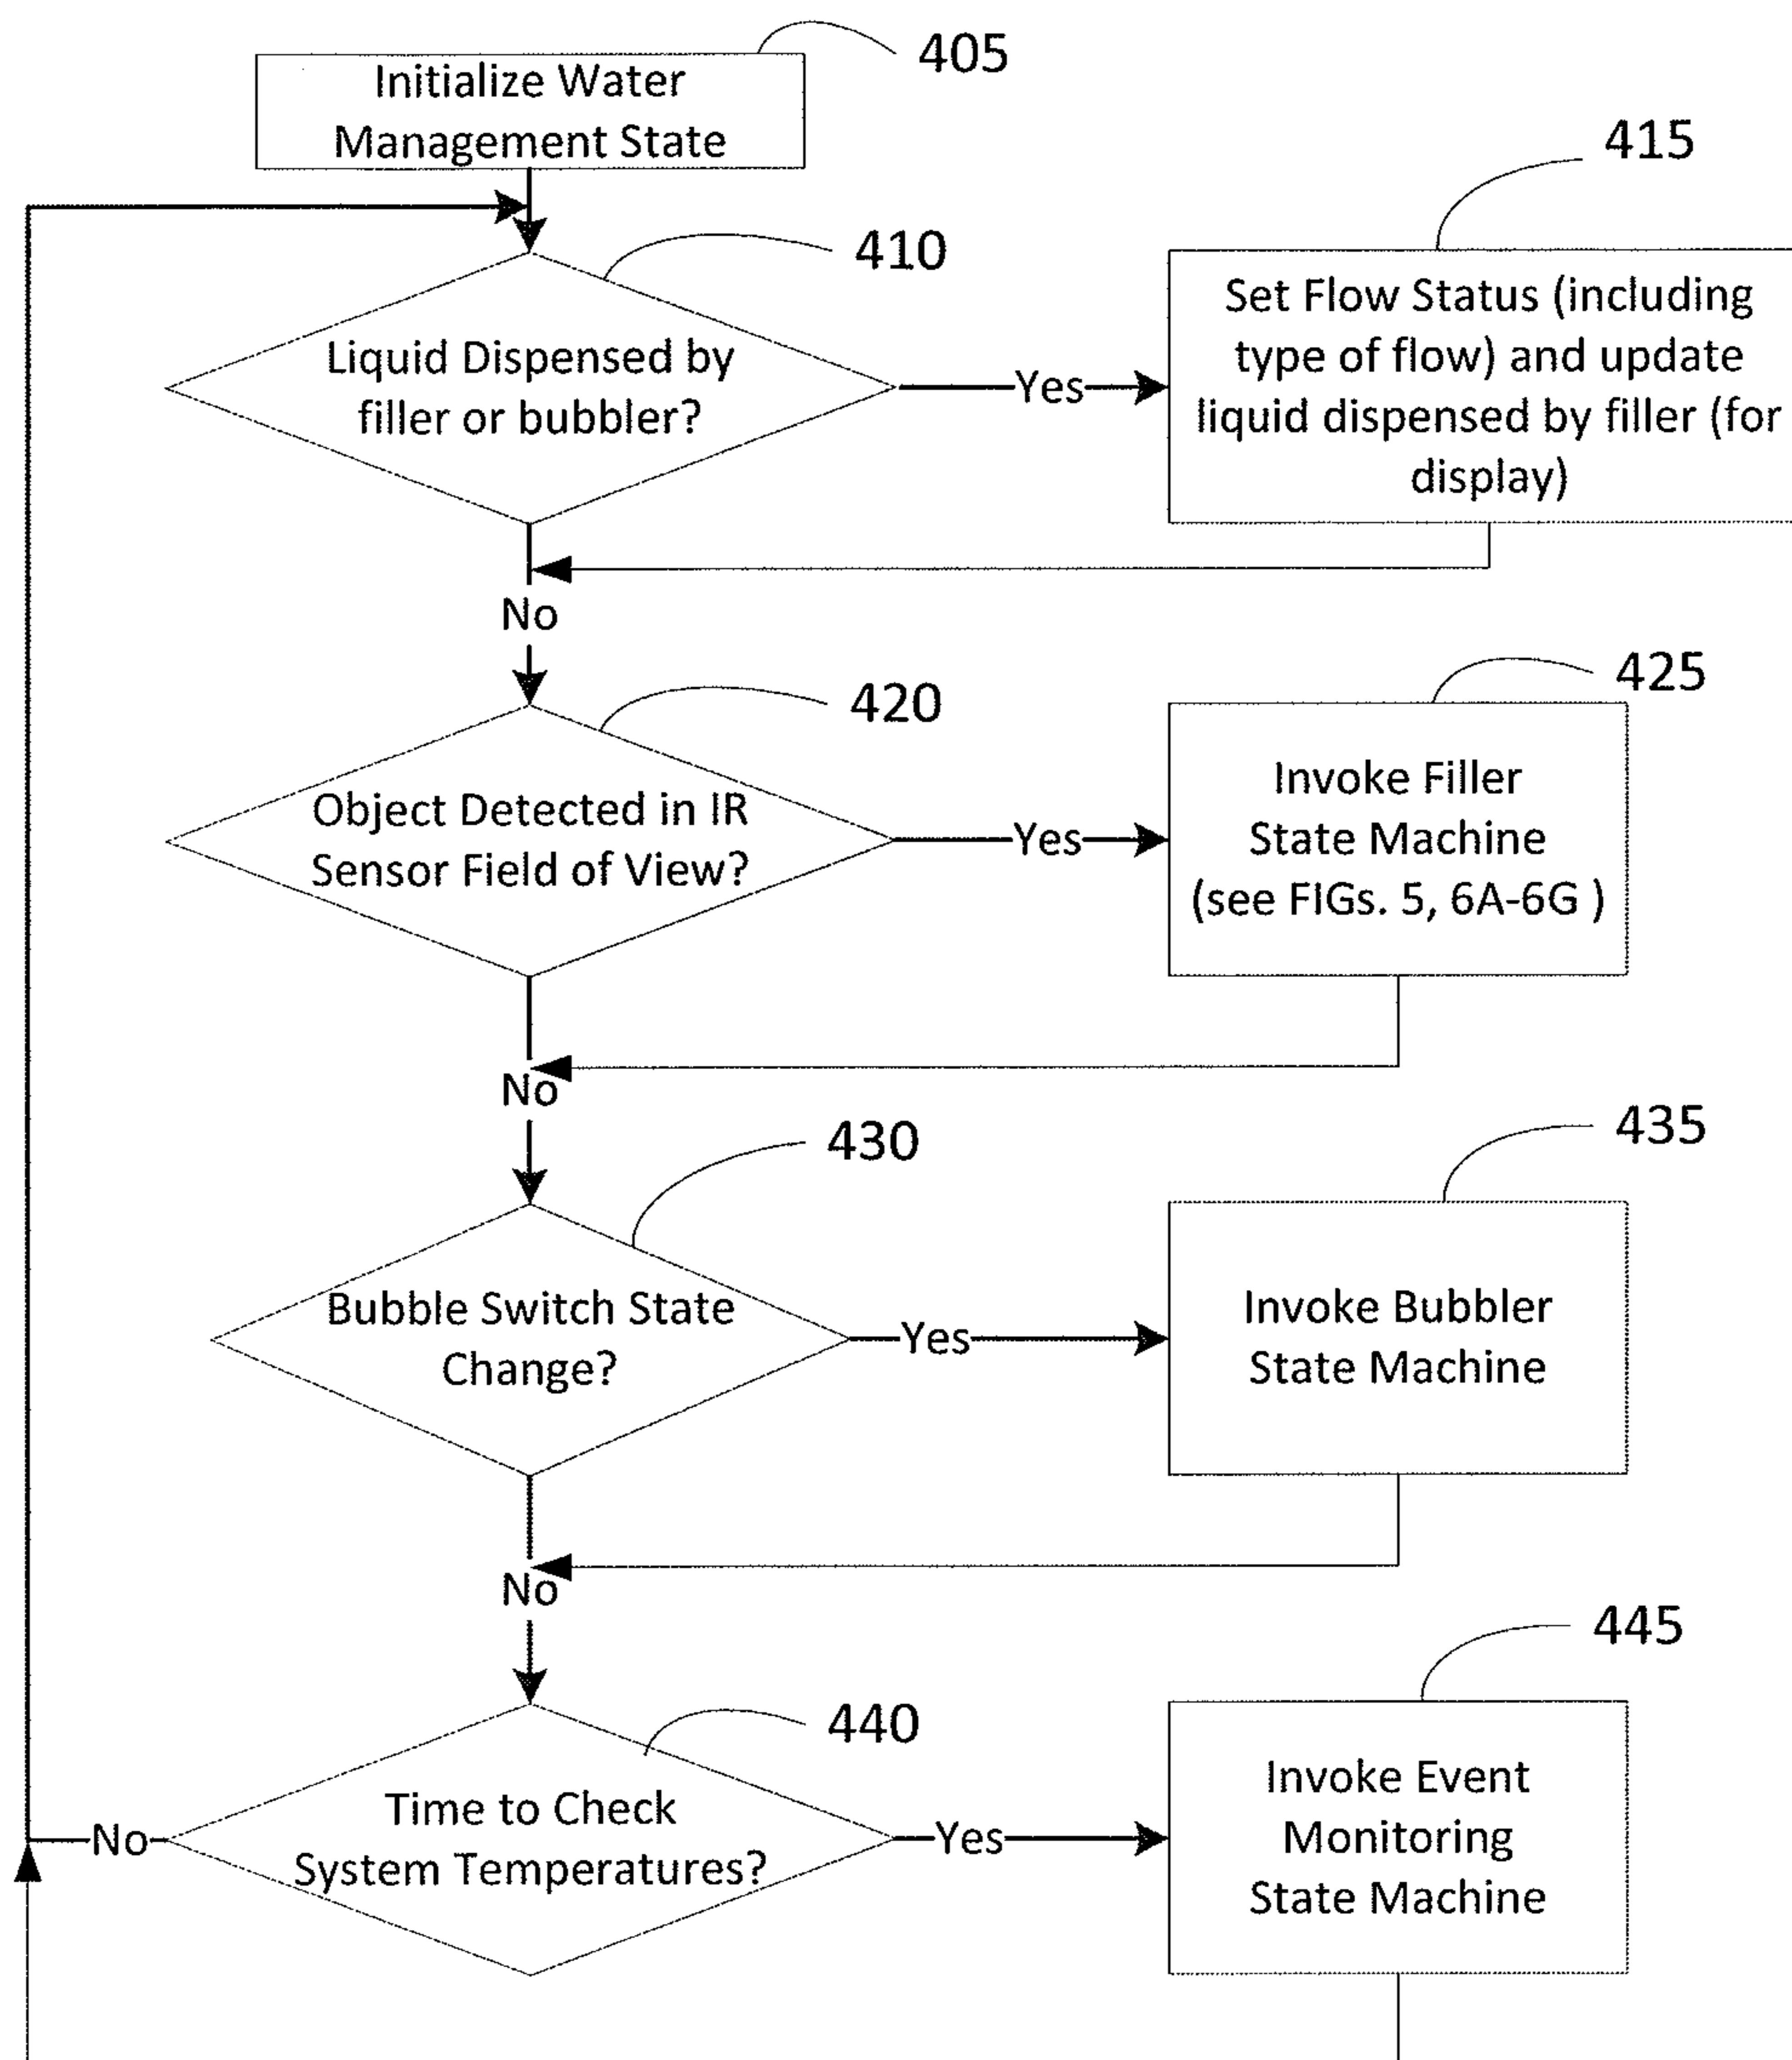 405
Initialize Water
Management State
410
415
Liquid Dispensed by
filler or bubbler?
Yes
Set Flow Status (including
type of flow) and update
liquid dispensed by filler (for
display)
No
420
425
Object Detected in IR
Sensor Field of View?
Yes
Invoke Filler
State Machine
(see FIGs. 5, 6A-6G )
No
430
435
Bubble Switch State
Change?
Yes
Invoke Bubbler
State Machine
No
440
445
Time to Check
System Temperatures?
No
Yes
Invoke Event
Monitoring
State Machine